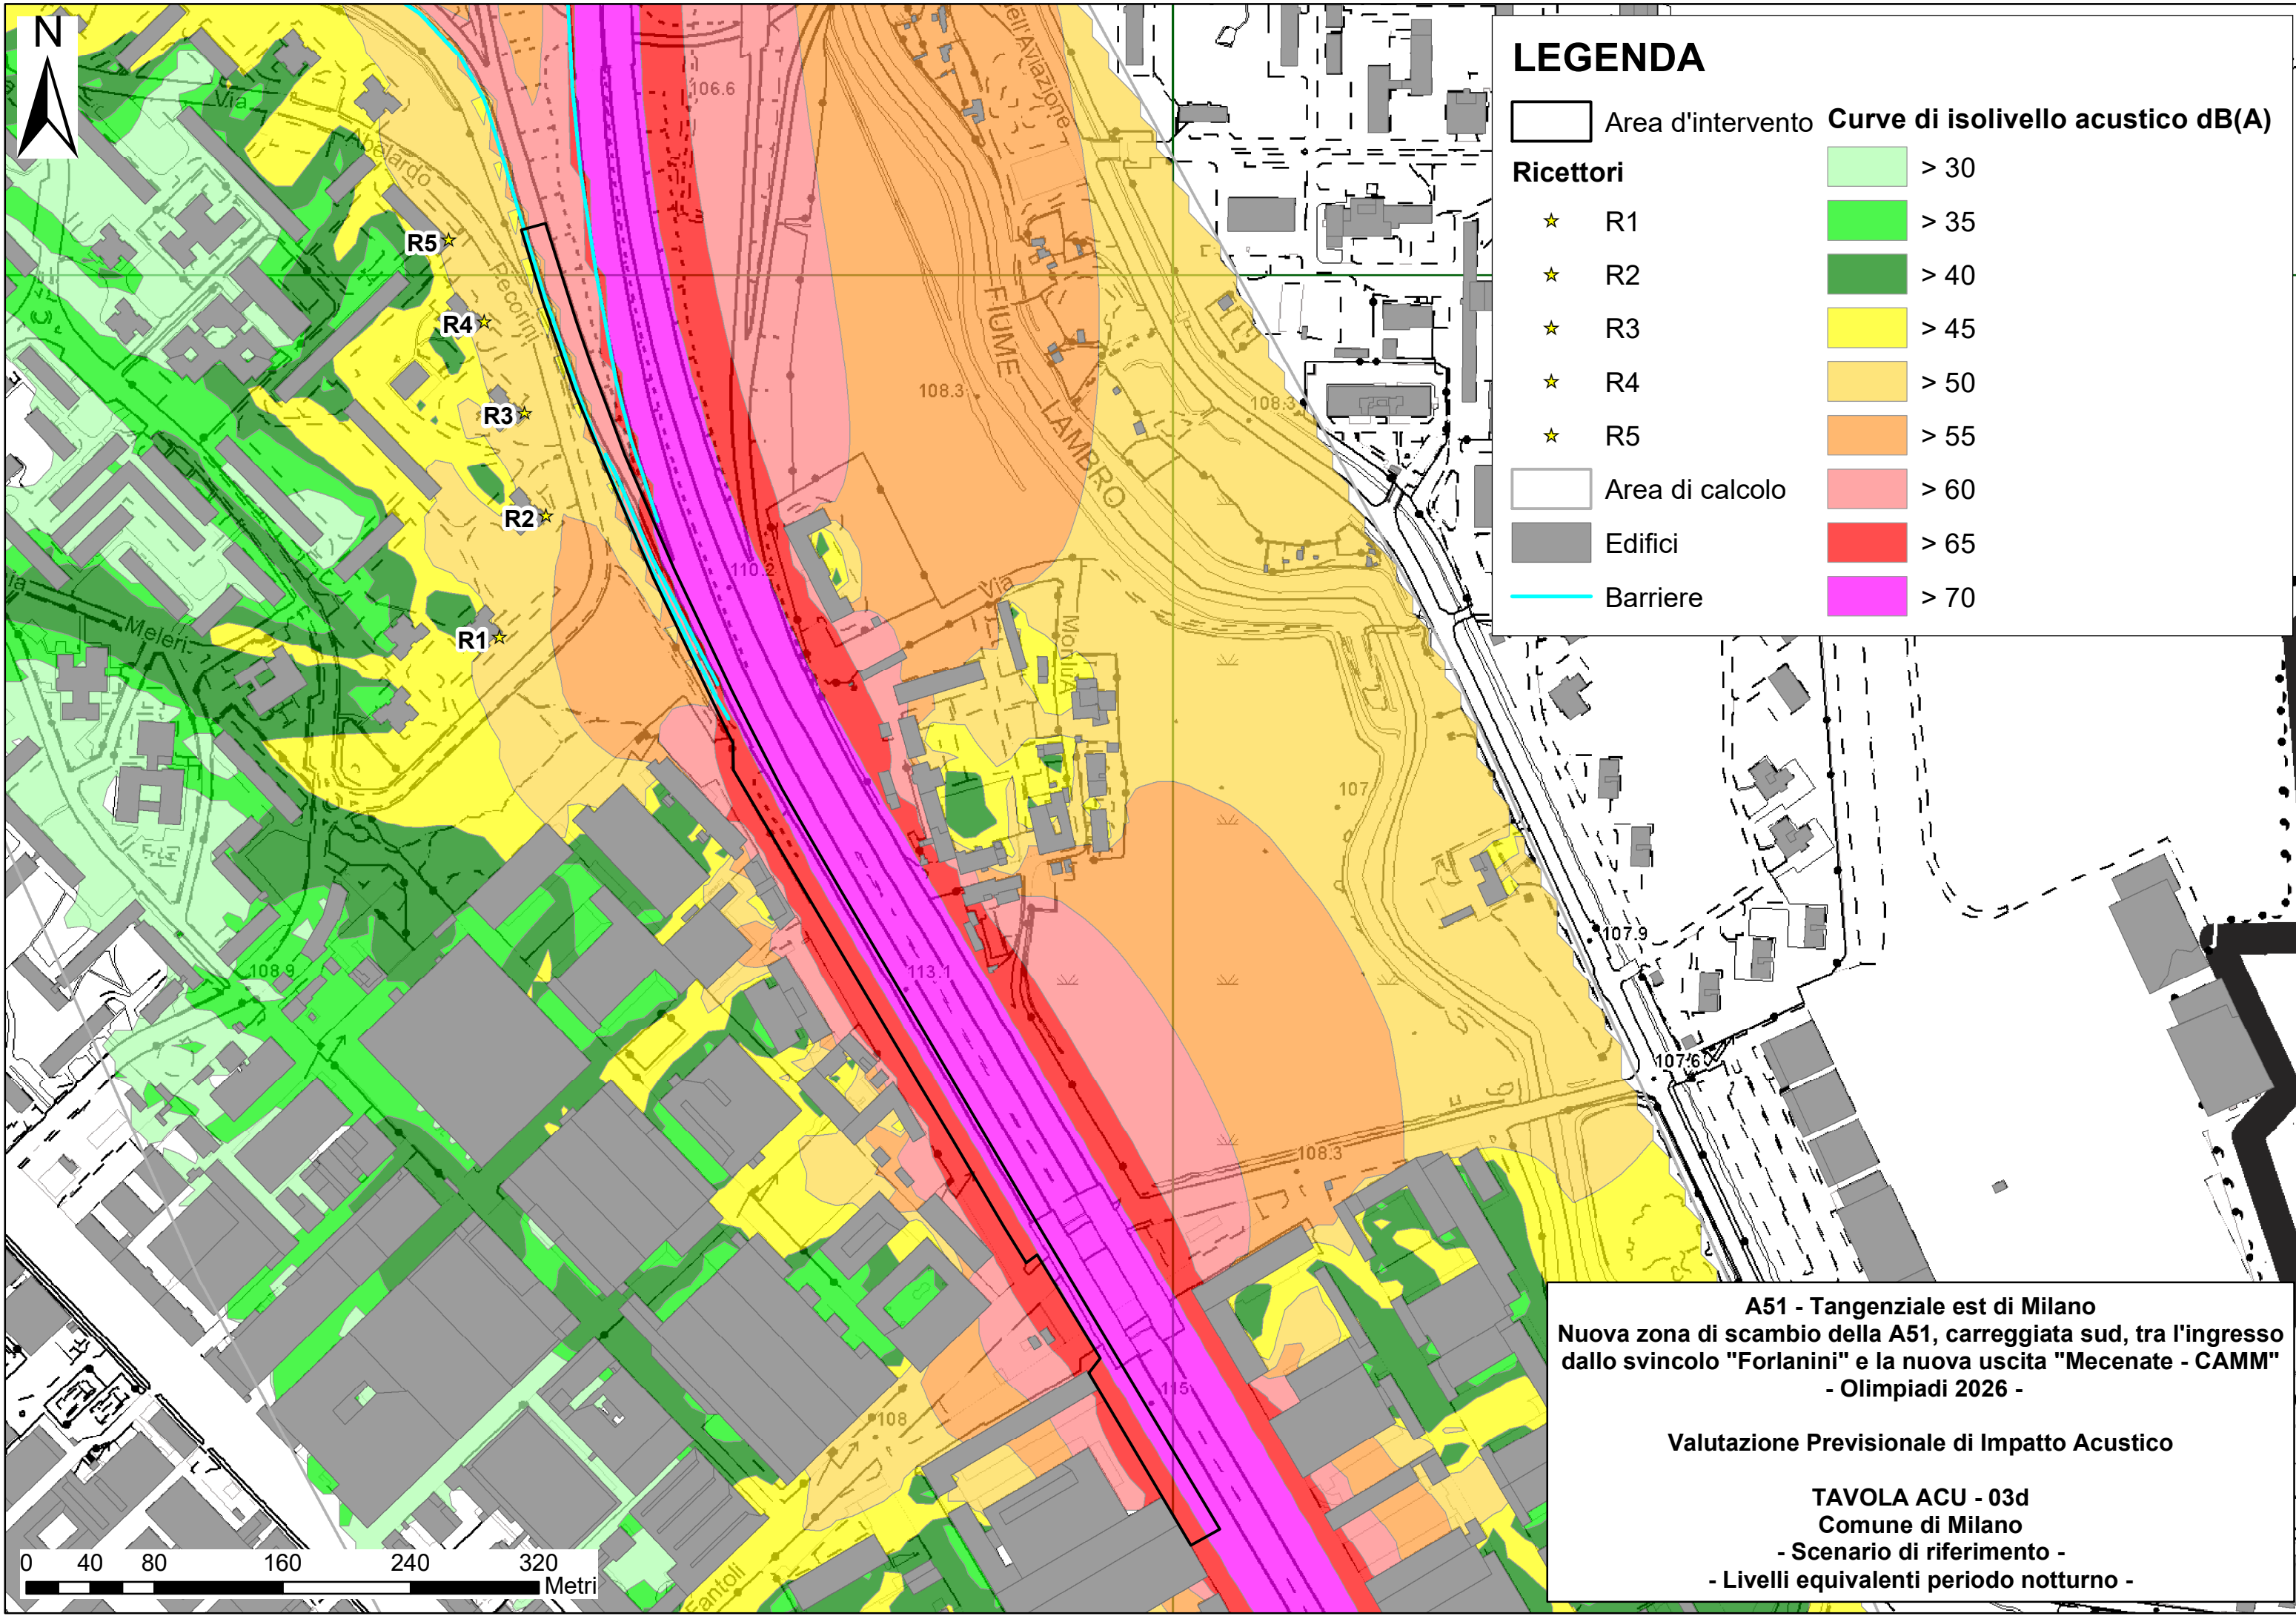 N
LEGENDA
Area d'intervento
Ricettori
R1
R2
R3
R4
R5
Area di calcolo
Edifici
Barriere
Curve di isolivello acustico dB(A)
> 30
> 35
> 40
> 45
> 50
> 55
> 60
> 65
> 70
Via
Abelardo
Pecorini
dell'Aviazione
106.6
R5
R4
R3
R2
R1
FIUME
LAMBRO
108.3
108.3
110.2
Via
Monluè
Meleri
107
107.9
108.9
113.1
107.6
108.3
115
108
Fantoli
0 40 80 160 240 320
Metri
A51 - Tangenziale est di Milano
Nuova zona di scambio della A51, carreggiata sud, tra l'ingresso
dallo svincolo "Forlanini" e la nuova uscita "Mecenate - CAMM"
- Olimpiadi 2026 -
Valutazione Previsionale di Impatto Acustico
TAVOLA ACU - 03d
Comune di Milano
- Scenario di riferimento -
- Livelli equivalenti periodo notturno -